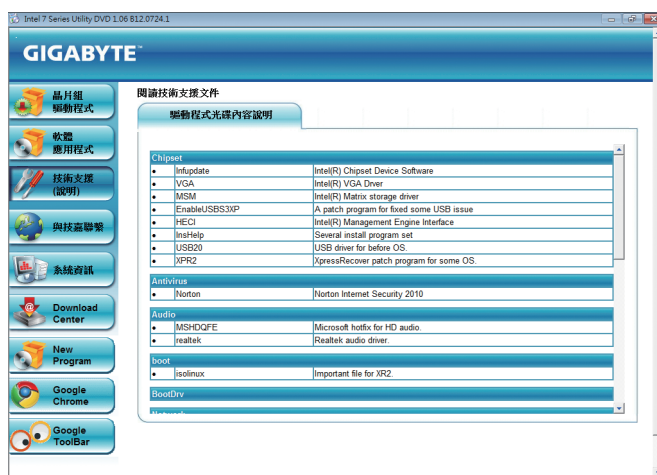 Intel 7 Series Utility DVD 1.06 B12.0724.1
GIGABYTE™
晶片組
驅動程式
軟體
應用程式
技術支援
(說明)
與技嘉聯繫
系統資訊
Download
Center
New
Program
Google
Chrome
Google
ToolBar
閱讀技術支援文件
驅動程式光碟內容說明
Chipset
• Infupdate Intel(R) Chipset Device Software
• VGA Intel(R) VGA Drver
• MSM Intel(R) Matrix storage driver
• EnableUSBS3XP A patch program for fixed some USB issue
• HECI Intel(R) Management Engine Interface
• InsHelp Several install program set
• USB20 USB driver for before OS.
• XPR2 XpressRecover patch program for some OS.
Antivirus
• Norton Norton Internet Security 2010
Audio
• MSHDQFE Microsoft hotfix for HD audio.
• realtek Realtek audio driver.
boot
• isolinux Important file for XR2.
BootDrv